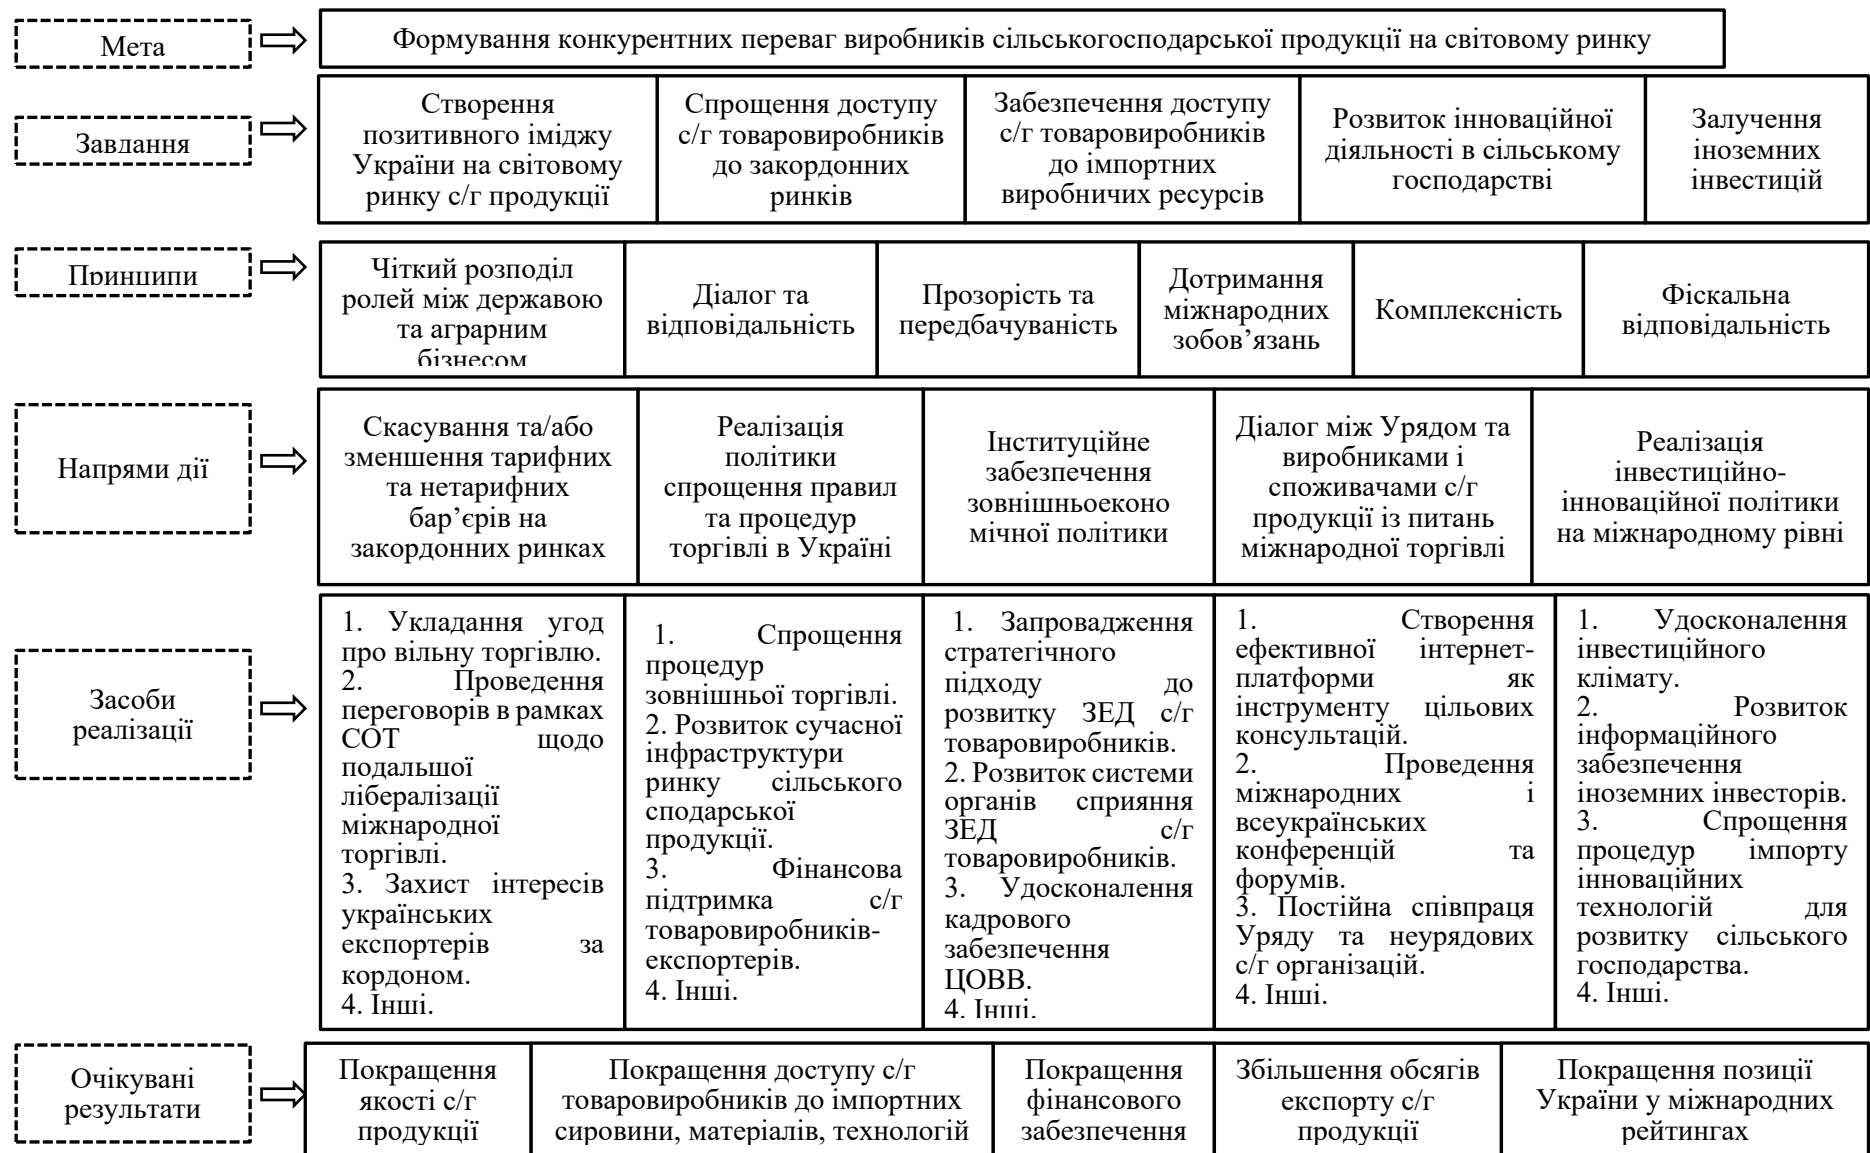 Мета
Формування конкурентних переваг виробників сільськогосподарської продукції на світовому ринку
Завдання
Створення
позитивного іміджу
України на світовому
ринку с/г продукції
Спрощення доступу
с/г товаровиробників
до закордонних
ринків
Забезпечення доступу
с/г товаровиробників
до імпортних
виробничих ресурсів
Розвиток інноваційної
діяльності в сільському
господарстві
Залучення
іноземних
інвестицій
Принципи
Чіткий розподіл
ролей між державою
та аграрним
бізнесом
Діалог та
відповідальність
Прозорість та
передбачуваність
Дотримання
міжнародних
зобов’язань
Комплексність
Фіскальна
відповідальність
Напрями дії
Скасування та/або
зменшення тарифних
та нетарифних
бар’єрів на
закордонних ринках
Реалізація
політики
спрощення правил
та процедур
торгівлі в Україні
Інституційне
забезпечення
зовнішньоеконо
мічної політики
Діалог між Урядом та
виробниками і
споживачами с/г
продукції із питань
міжнародної торгівлі
Реалізація
інвестиційно-
інноваційної політики
на міжнародному рівні
Засоби
реалізації
1. Укладання угод
про вільну торгівлю.
2. Проведення
переговорів в рамках
СОТ щодо
подальшої
лібералізації
міжнародної
торгівлі.
3. Захист інтересів
українських
експортерів за
кордоном.
4. Інші.
1. Спрощення
процедур
зовнішньої торгівлі.
2. Розвиток сучасної
інфраструктури
ринку сільського
сподарської
продукції.
3. Фінансова
підтримка с/г
товаровиробників-
експортерів.
4. Інші.
1. Запровадження
стратегічного
підходу до
розвитку ЗЕД с/г
товаровиробників.
2. Розвиток системи
органів сприяння
ЗЕД с/г
товаровиробників.
3. Удосконалення
кадрового
забезпечення
ЦОВВ.
4. Інші.
1. Створення
ефективної інтернет-
платформи як
інструменту цільових
консультацій.
2. Проведення
міжнародних і
всеукраїнських
конференцій та
форумів.
3. Постійна співпраця
Уряду та неурядових
с/г організацій.
4. Інші.
1. Удосконалення
інвестиційного
клімату.
2. Розвиток
інформаційного
забезпечення
іноземних інвесторів.
3. Спрощення
процедур імпорту
інноваційних
технологій для
розвитку сільського
господарства.
4. Інші.
Очікувані
результати
Покращення
якості с/г
продукції
Покращення доступу с/г
товаровиробників до імпортних
сировини, матеріалів, технологій
Покращення
фінансового
забезпечення
Збільшення обсягів
експорту с/г
продукції
Покращення позиції
України у міжнародних
рейтингах